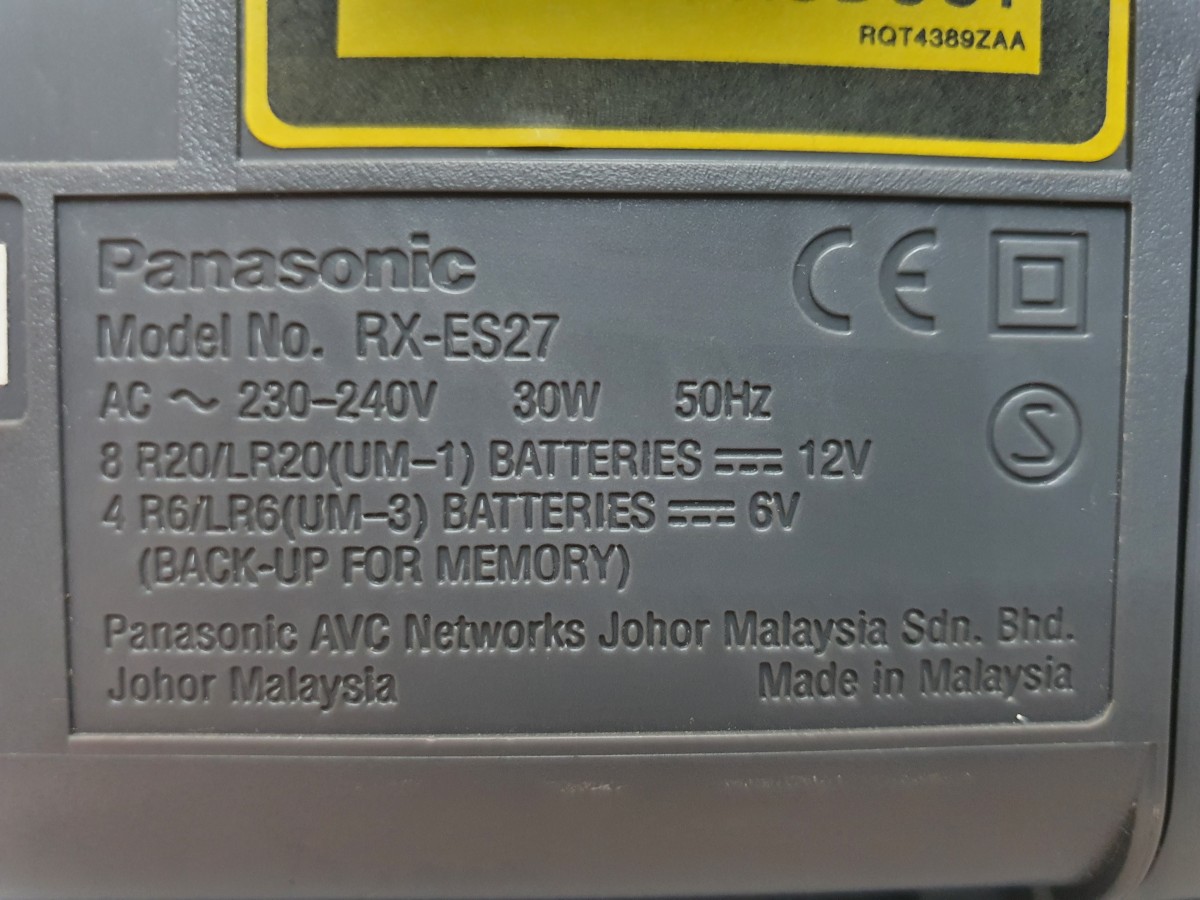 RQT4389ZAA
Panasonic
CE
Model No. RX-ES27
AC ~ 230-240V 30W 50Hz
8 R20/LR20(UM-1) BATTERIES ⎓ 12V
4 R6/LR6(UM-3) BATTERIES ⎓ 6V
(BACK-UP FOR MEMORY)
Panasonic AVC Networks Johor Malaysia Sdn. Bhd.
Johor Malaysia Made in Malaysia